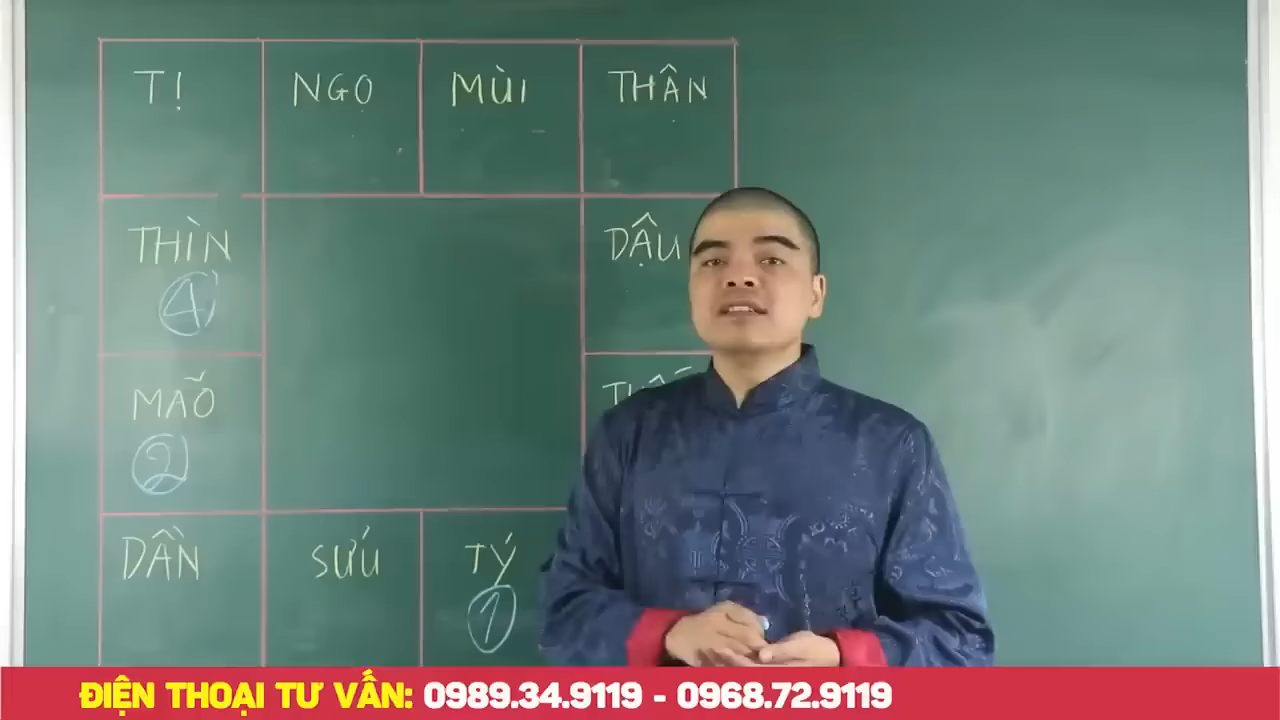 TỊ NGỌ MÙI THÂN
THÌN DẬU
4
MÃO
2
DẦN SỬU TÝ
1
ĐIỆN THOẠI TƯ VẤN: 0989.34.9119 - 0968.72.9119